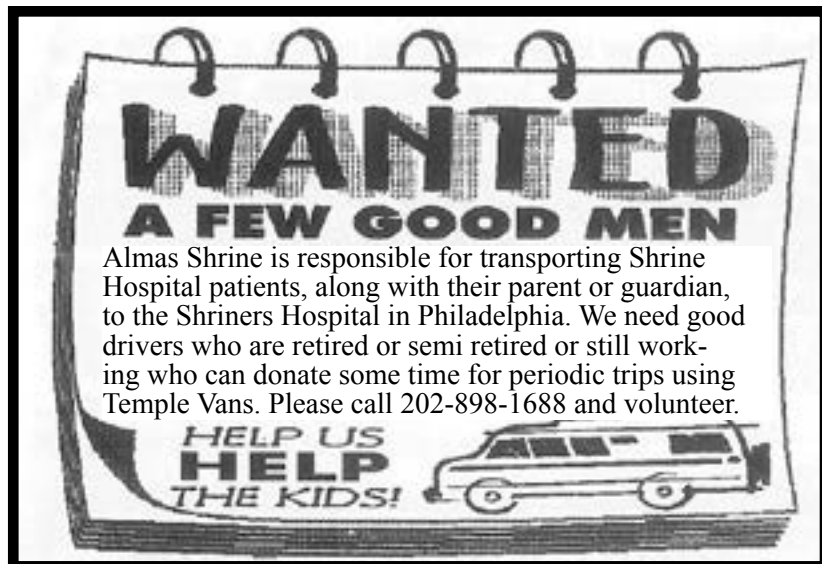 WANTED
A FEW GOOD MEN
Almas Shrine is responsible for transporting Shrine
Hospital patients, along with their parent or guardian,
to the Shriners Hospital in Philadelphia. We need good
drivers who are retired or semi retired or still work-
ing who can donate some time for periodic trips using
Temple Vans. Please call 202-898-1688 and volunteer.
HELP US
HELP
THE KIDS!